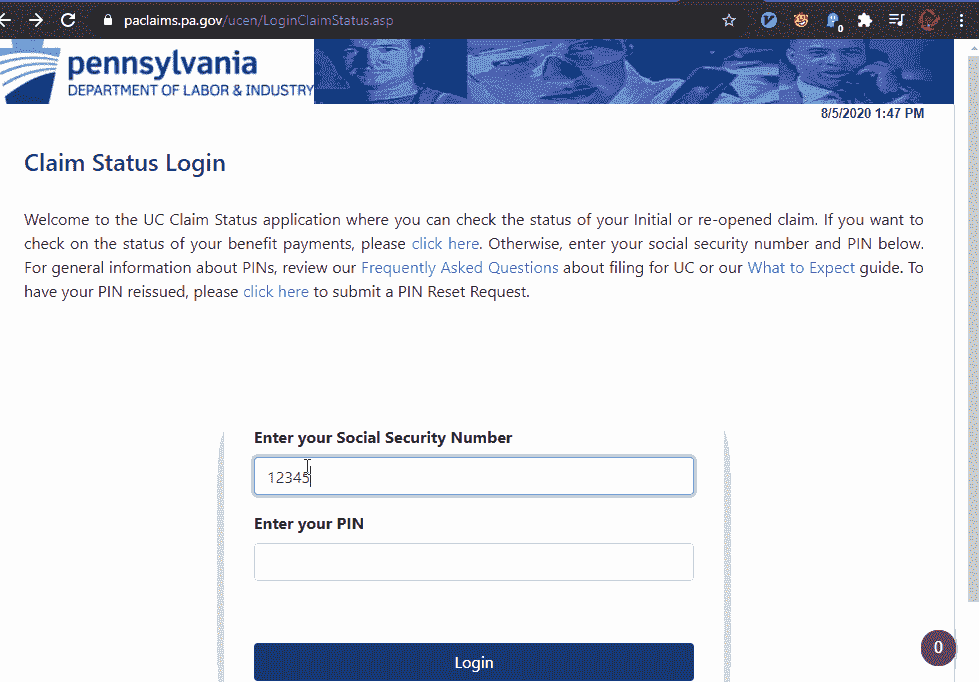 paclaims.pa.gov/ucen/LoginClaimStatus.asp
0
pennsylvania
DEPARTMENT OF LABOR & INDUSTRY
8/5/2020 1:47 PM
Claim Status Login
Welcome to the UC Claim Status application where you can check the status of your Initial or re-opened claim. If you want to
check on the status of your benefit payments, please click here. Otherwise, enter your social security number and PIN below.
For general information about PINs, review our Frequently Asked Questions about filing for UC or our What to Expect guide. To
have your PIN reissued, please click here to submit a PIN Reset Request.
Enter your Social Security Number
12345
Enter your PIN
Login
0